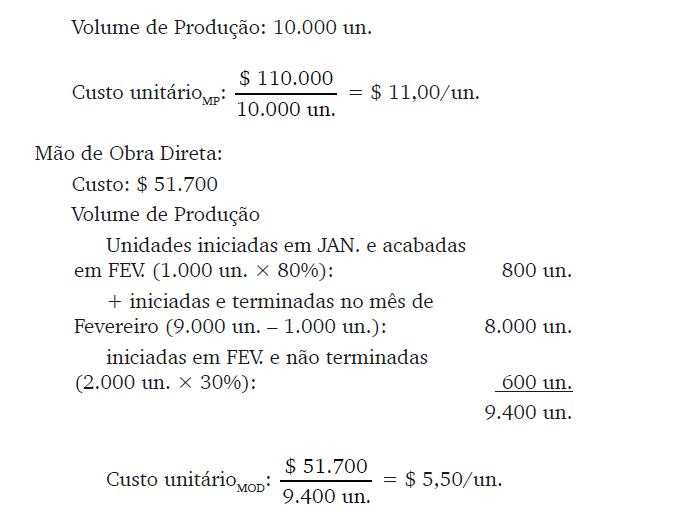 Volume de Produção: 10.000 un.
Custo unitário MP: $ 110.000 / 10.000 un. = $ 11,00/un.
Mão de Obra Direta:
Custo: $ 51.700
Volume de Produção
Unidades iniciadas em JAN. e acabadas
em FEV. (1.000 un. × 80%): 800 un.
+ iniciadas e terminadas no mês de
Fevereiro (9.000 un. – 1.000 un.): 8.000 un.
iniciadas em FEV. e não terminadas
(2.000 un. × 30%): 600 un.
9.400 un.
Custo unitário MOD: $ 51.700 / 9.400 un. = $ 5,50/un.